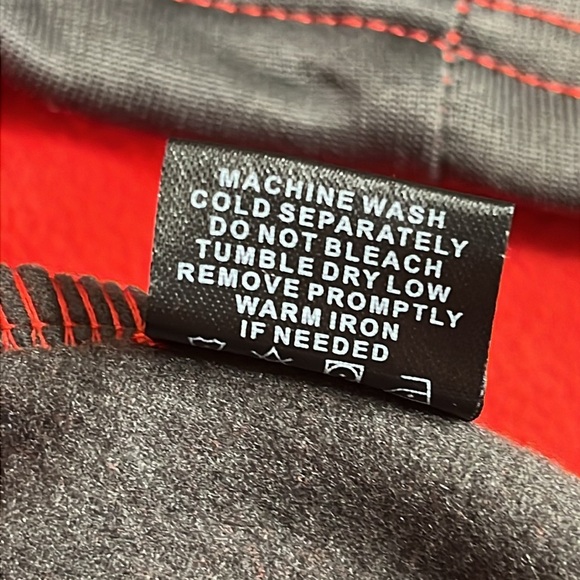 MACHINE WASH
COLD SEPARATELY
DO NOT BLEACH
TUMBLE DRY LOW
REMOVE PROMPTLY
WARM IRON
IF NEEDED